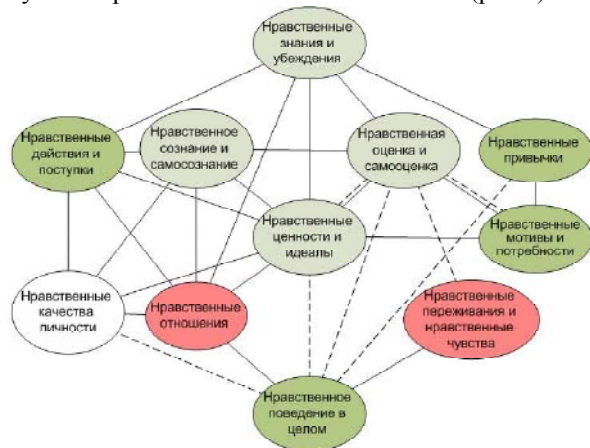 Нравственные
знания и
убеждения
Нравственные
действия и
поступки
Нравственное
сознание и
самосознание
Нравственная
оценка и
самооценка
Нравственные
привычки
Нравственные
ценности и
идеалы
Нравственные
мотивы и
потребности
Нравственные
качества
личности
Нравственные
отношения
Нравственные
переживания и
нравственные
чувства
Нравственное
поведение в
целом